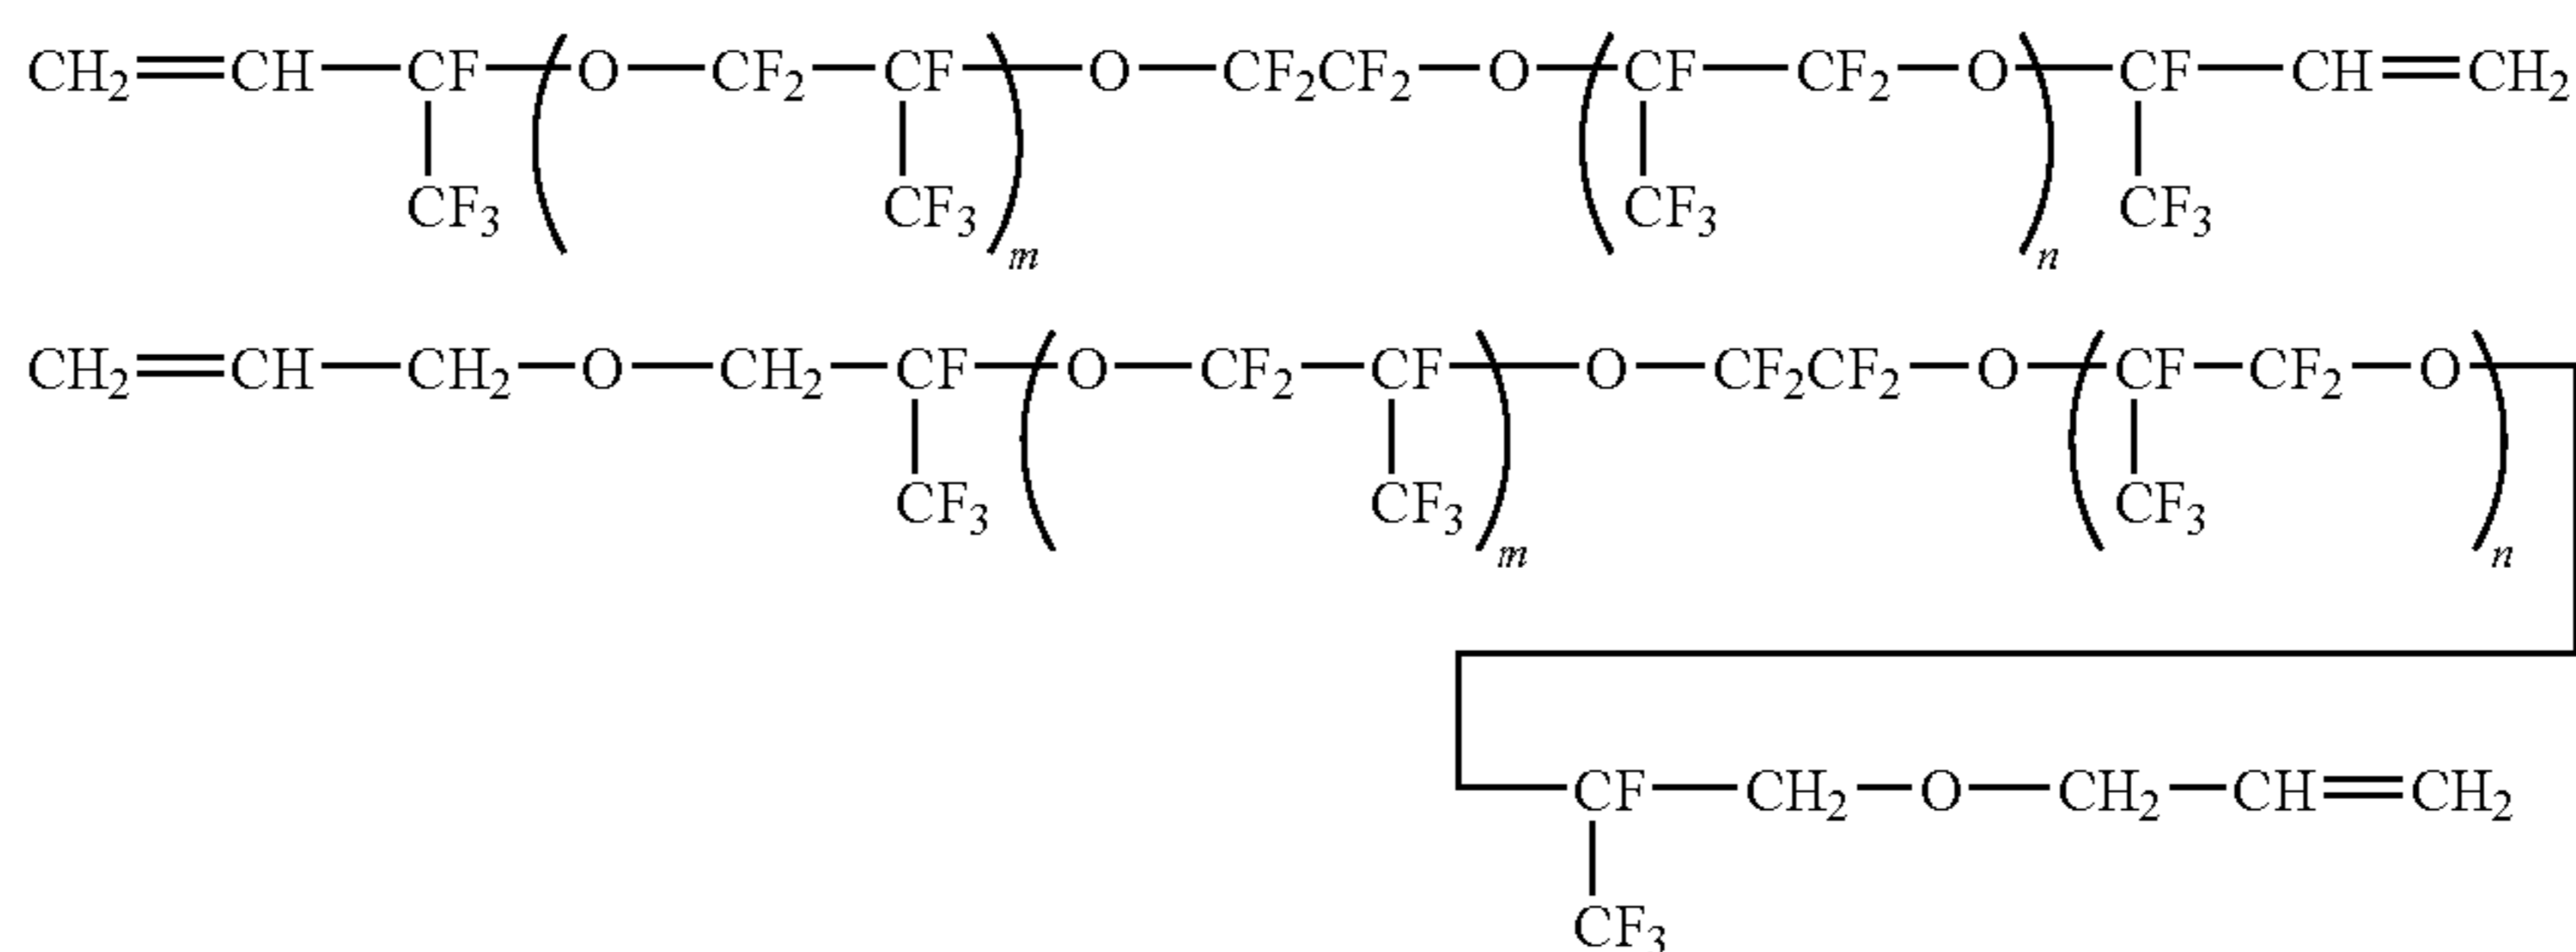 CH2=CH—CF(O—CF2—CF)m—O—CF2CF2—O(CF—CF2—O)nCF—CH=CH2
CF3 CF3 CF3 CF3
CH2=CH—CH2—O—CH2—CF(O—CF2—CF)m—O—CF2CF2—O(CF—CF2—O)n
CF3 CF3 CF3
CF—CH2—O—CH2—CH=CH2
CF3